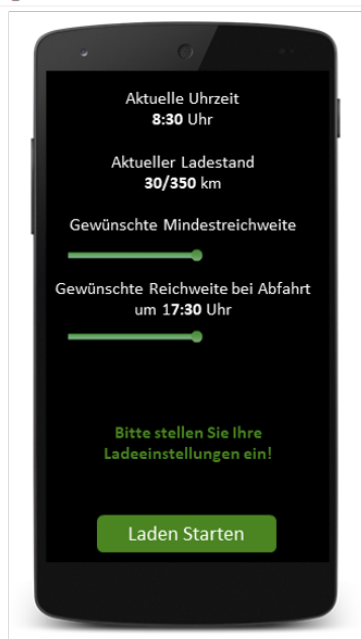 Aktuelle Uhrzeit
8:30 Uhr
Aktueller Ladestand
30/350 km
Gewünschte Mindestreichweite
Gewünschte Reichweite bei Abfahrt
um 17:30 Uhr
Bitte stellen Sie Ihre
Ladeeinstellungen ein!
Laden Starten